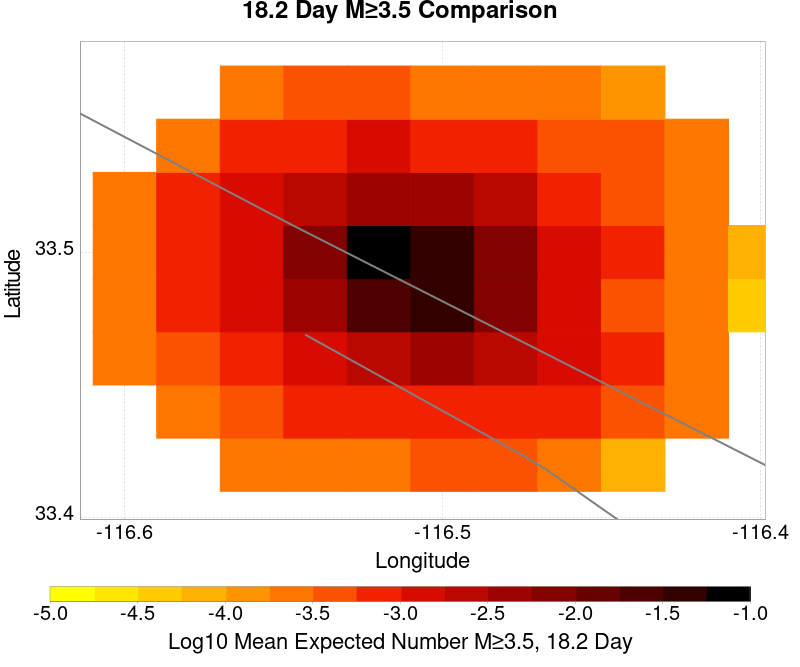 18.2 Day M≥3.5 Comparison
Latitude
33.5
33.4
-116.6 -116.5 -116.4
Longitude
-5.0 -4.5 -4.0 -3.5 -3.0 -2.5 -2.0 -1.5 -1.0
Log10 Mean Expected Number M≥3.5, 18.2 Day